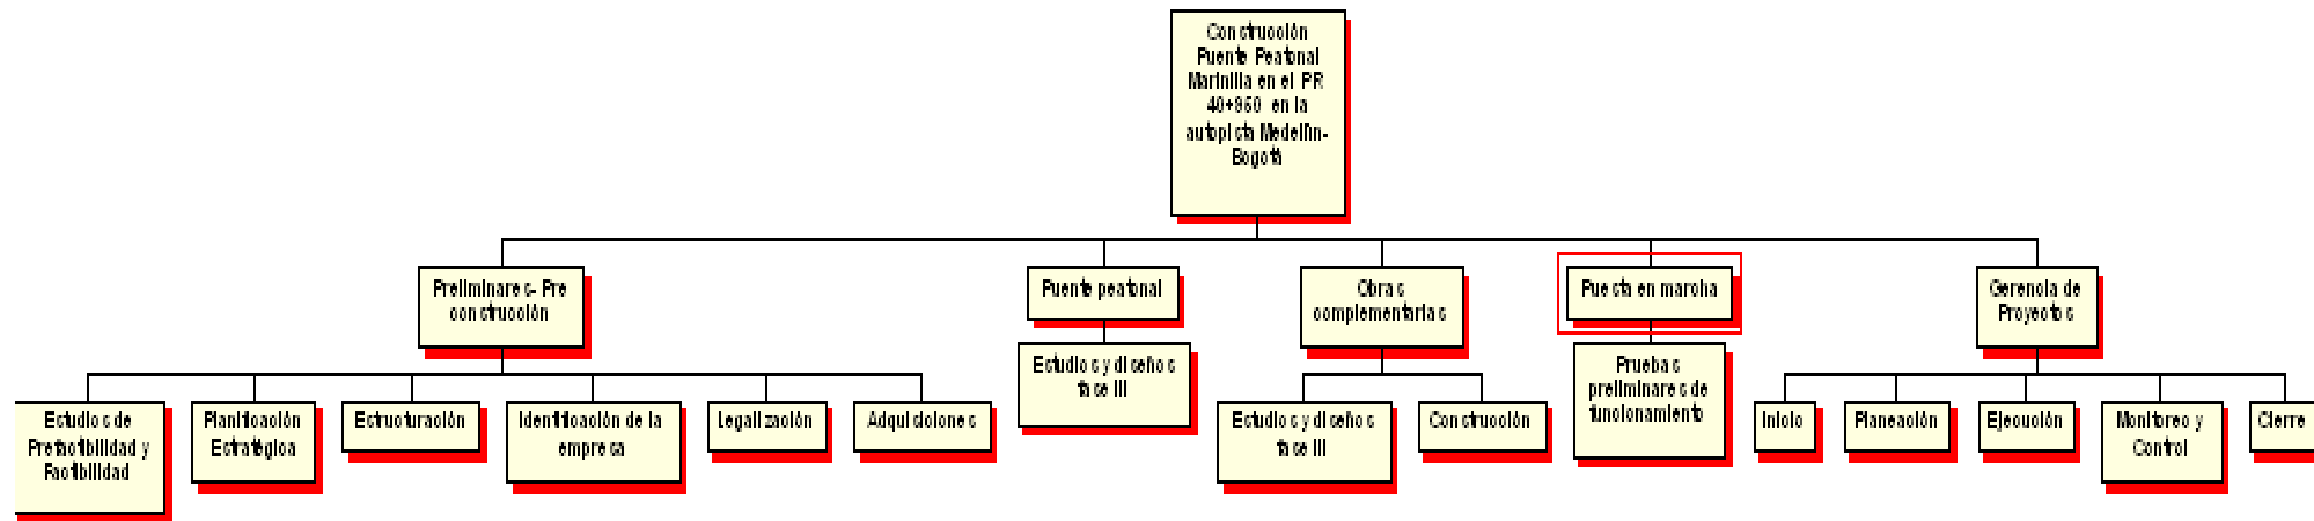 Construcción
Puente Peatonal
Marinilla en el PR
40+950 en la
autopista Medellín-
Bogotá
Preliminares- Pre
construcción
Puente peatonal
Obras
complementarias
Puesta en marcha
Gerencia de
Proyectos
Estudios y diseños
fase III
Pruebas
preliminares de
funcionamiento
Estudios de
Prefactibilidad y
Factibilidad
Planificación
Estratégica
Estructuración
Identificación de la
empresa
Legalización
Adquisiciones
Estudios y diseños
fase III
Construcción
Inicio
Planeación
Ejecución
Monitoreo y
Control
Cierre